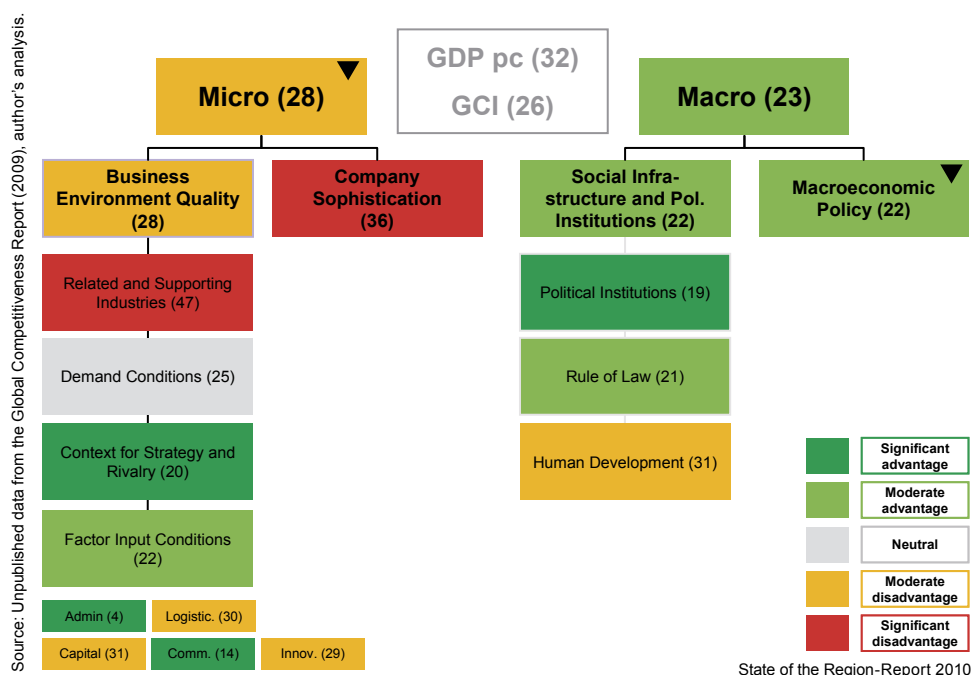 Source: Unpublished data from the Global Competitiveness Report (2009), author's analysis.
GDP pc (32)
GCI (26)
Micro (28)
Macro (23)
Business
Environment Quality
(28)
Company
Sophistication
(36)
Social Infra-
structure and Pol.
Institutions (22)
Macroeconomic
Policy (22)
Related and Supporting
Industries (47)
Political Institutions (19)
Demand Conditions (25)
Rule of Law (21)
Context for Strategy and
Rivalry (20)
Human Development (31)
Factor Input Conditions
(22)
Admin (4)
Logistic. (30)
Capital (31)
Comm. (14)
Innov. (29)
Significant
advantage
Moderate
advantage
Neutral
Moderate
disadvantage
Significant
disadvantage
State of the Region-Report 2010